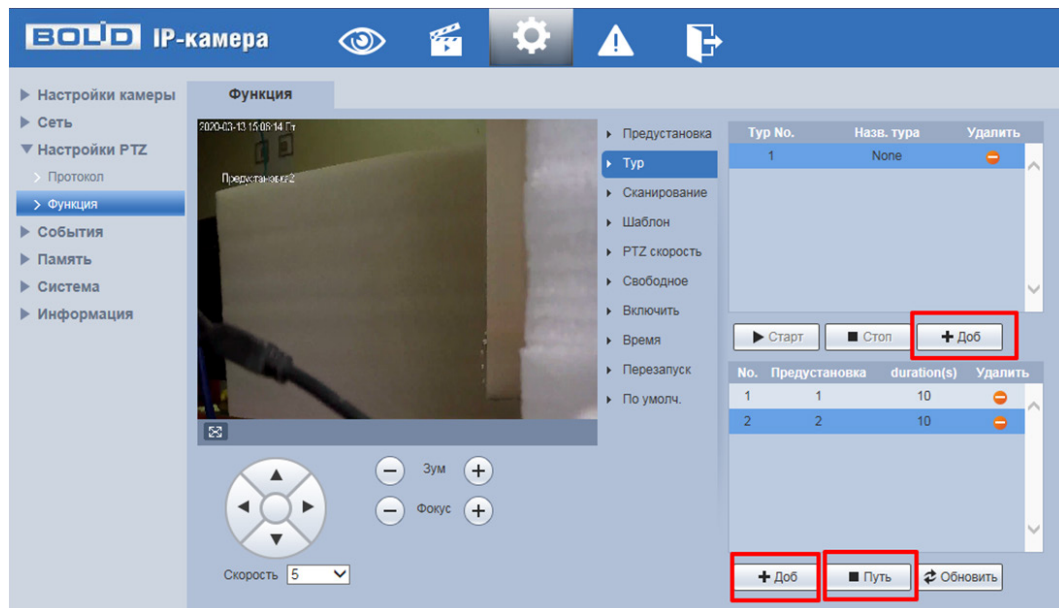 BOLID IP-камера
Настройки камеры
Сеть
Настройки PTZ
Протокол
Функция
События
Память
Система
Информация
Функция
2020-03-13 15:06:14 Пт
Предустановка2
Зум
Фокус
Скорость 5
Предустановка
Тур
Сканирование
Шаблон
PTZ скорость
Свободное
Включить
Время
Перезапуск
По умолч.
Тур No. Назв. тура Удалить
1 None
Старт Стоп Доб
No. Предустановка duration(s) Удалить
1 1 10
2 2 10
Доб Путь Обновить